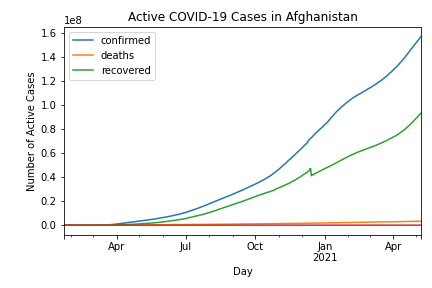 Active COVID-19 Cases in Afghanistan
1e8
1.6
1.4
1.2
1.0
0.8
0.6
0.4
0.2
0.0
Number of Active Cases
confirmed
deaths
recovered
Apr
Jul
Oct
Jan
2021
Apr
Day